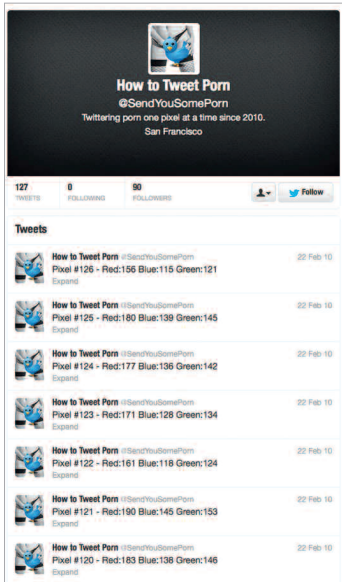 How to Tweet Porn
@SendYouSomePorn
Twittering porn one pixel at a time since 2010.
San Francisco
127 0 90
TWEETS FOLLOWING FOLLOWERS
Follow
Tweets
How to Tweet Porn @SendYouSomePorn 22 Feb 10
Pixel #126 - Red:156 Blue:115 Green:121
Expand
How to Tweet Porn @SendYouSomePorn 22 Feb 10
Pixel #125 - Red:180 Blue:139 Green:145
Expand
How to Tweet Porn @SendYouSomePorn 22 Feb 10
Pixel #124 - Red:177 Blue:136 Green:142
Expand
How to Tweet Porn @SendYouSomePorn 22 Feb 10
Pixel #123 - Red:171 Blue:128 Green:134
Expand
How to Tweet Porn @SendYouSomePorn 22 Feb 10
Pixel #122 - Red:161 Blue:118 Green:124
Expand
How to Tweet Porn @SendYouSomePorn 22 Feb 10
Pixel #121 - Red:190 Blue:145 Green:153
Expand
How to Tweet Porn @SendYouSomePorn 22 Feb 10
Pixel #120 - Red:183 Blue:138 Green:146
Expand